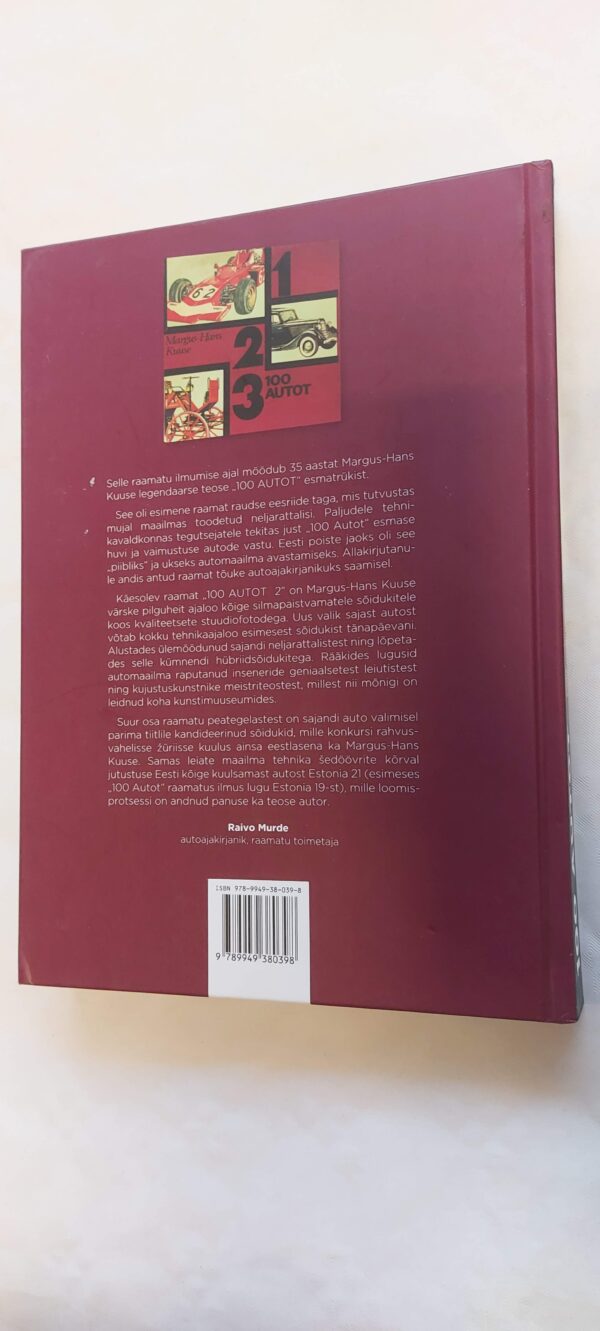 1
Margus-Hans
Kuuse
2
3
100
AUTOT
62
Selle raamatu ilmumise ajal möödub 35 aastat Margus-Hans
Kuuse legendaarse teose „100 AUTOT” esmatrükist.
See oli esimene raamat raudse eesriide taga, mis tutvustas
mujal maailmas toodetud neljarattalisi. Paljudele tehni-
kavaldkonnas tegutsejatele tekitas just „100 Autot” esmase
huvi ja vaimustuse autode vastu. Eesti poiste jaoks oli see
„piibliks” ja ukseks automaailma avastamiseks. Allakirjutanu-
le andis antud raamat tõuke autoajakirjanikuks saamisel.
Käesolev raamat „100 AUTOT 2” on Margus-Hans Kuuse
värske pilguheit ajaloo kõige silmapaistvamatele sõidukitele
koos kvaliteetsete stuudiofotodega. Uus valik sajast autost
võtab kokku tehnikaajaloo esimesest sõidukist tänapäevani.
Alustades ülemöödunud sajandi neljarattalistest ning lõpeta-
des selle kümnendi hübriidsõidukitega. Rääkides lugusid
automaailma raputanud inseneride geniaalsetest leiutistest
ning kujustuskunstnike meistriteostest, millest nii mõnigi on
leidnud koha kunstimuuseumides.
Suur osa raamatu peategelastest on sajandi auto valimisel
parima tiitlile kandideerinud sõidukid, mille konkursi rahvus-
vahelisse žüriisse kuulus ainsa eestlasena ka Margus-Hans
Kuuse. Samas leiate maailma tehnika šedöövrite kõrval
jutustuse Eesti kõige kuulsamast autost Estonia 21 (esimeses
„100 Autot” raamatus ilmus lugu Estonia 19-st), mille loomis-
protsessi on andnud panuse ka teose autor.
Raivo Murde
autoajakirjanik, raamatu toimetaja
ISBN 978-9949-38-039-8
9 789949 380398